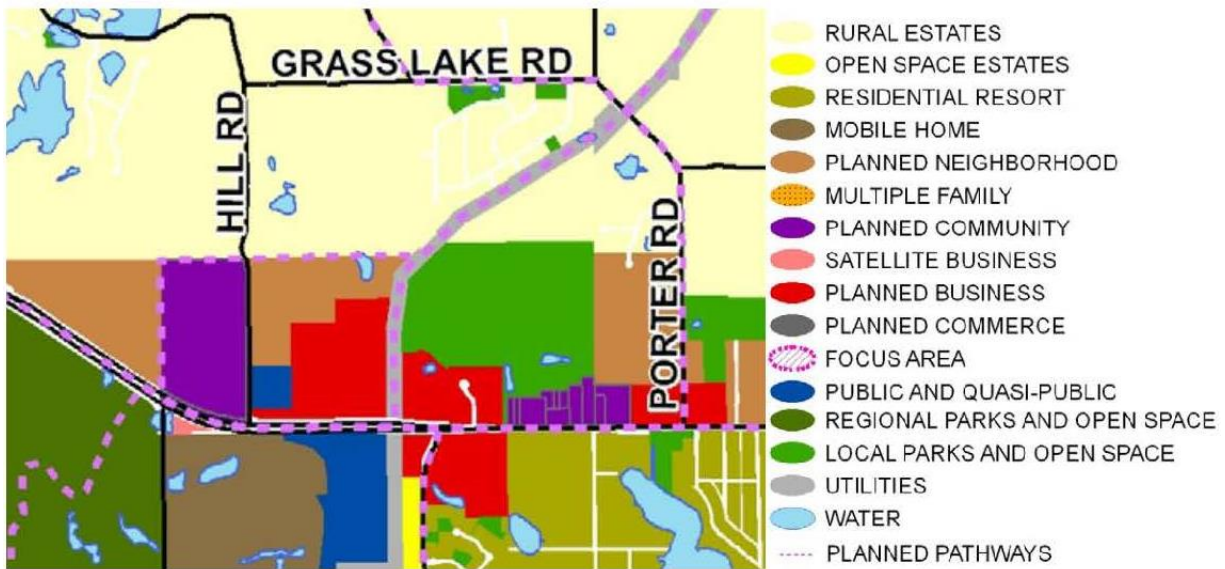 GRASS LAKE RD
HILL RD
PORTER RD
RURAL ESTATES
OPEN SPACE ESTATES
RESIDENTIAL RESORT
MOBILE HOME
PLANNED NEIGHBORHOOD
MULTIPLE FAMILY
PLANNED COMMUNITY
SATELLITE BUSINESS
PLANNED BUSINESS
PLANNED COMMERCE
FOCUS AREA
PUBLIC AND QUASI-PUBLIC
REGIONAL PARKS AND OPEN SPACE
LOCAL PARKS AND OPEN SPACE
UTILITIES
WATER
PLANNED PATHWAYS